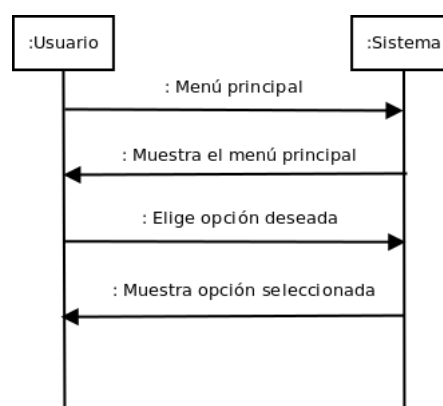 :Usuario
:Sistema
: Menú principal
: Muestra el menú principal
: Elige opción deseada
: Muestra opción seleccionada